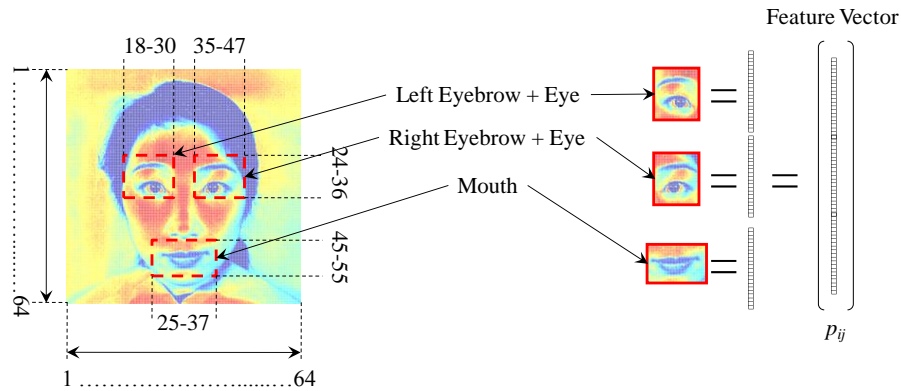 Feature Vector
18-30 35-47
Left Eyebrow + Eye
Right Eyebrow + Eye
Mouth
1........................64
24-36
45-55
25-37
p_ij
1 …………………......…64